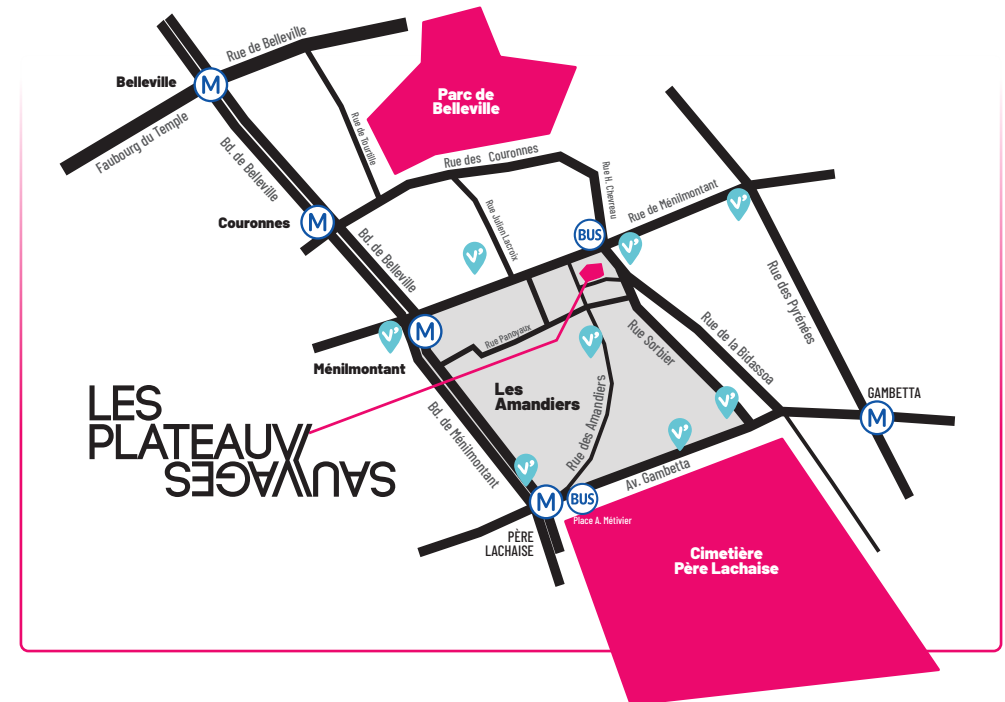 Rue de Belleville
Belleville
M
Faubourg du Temple
Bd. de Belleville
Rue de Tourtille
Parc de
Belleville
Rue des Couronnes
Rue H. Chevreau
Rue Julien Lacroix
Couronnes
M
Bd. de Belleville
BUS
Rue de Ménilmontant
V'
V'
V'
Rue des Pyrénées
V'
M
Ménilmontant
Rue Panoyaux
V'
Rue Sorbier
Rue de la Bidassoa
Les
Amandiers
Rue des Amandiers
V'
V'
GAMBETTA
M
LES
PLATEAUX
SAUVAGES
Bd. de Ménilmontant
V'
Av. Gambetta
M
BUS
Place A. Métivier
PÈRE
LACHAISE
Cimetière
Père Lachaise